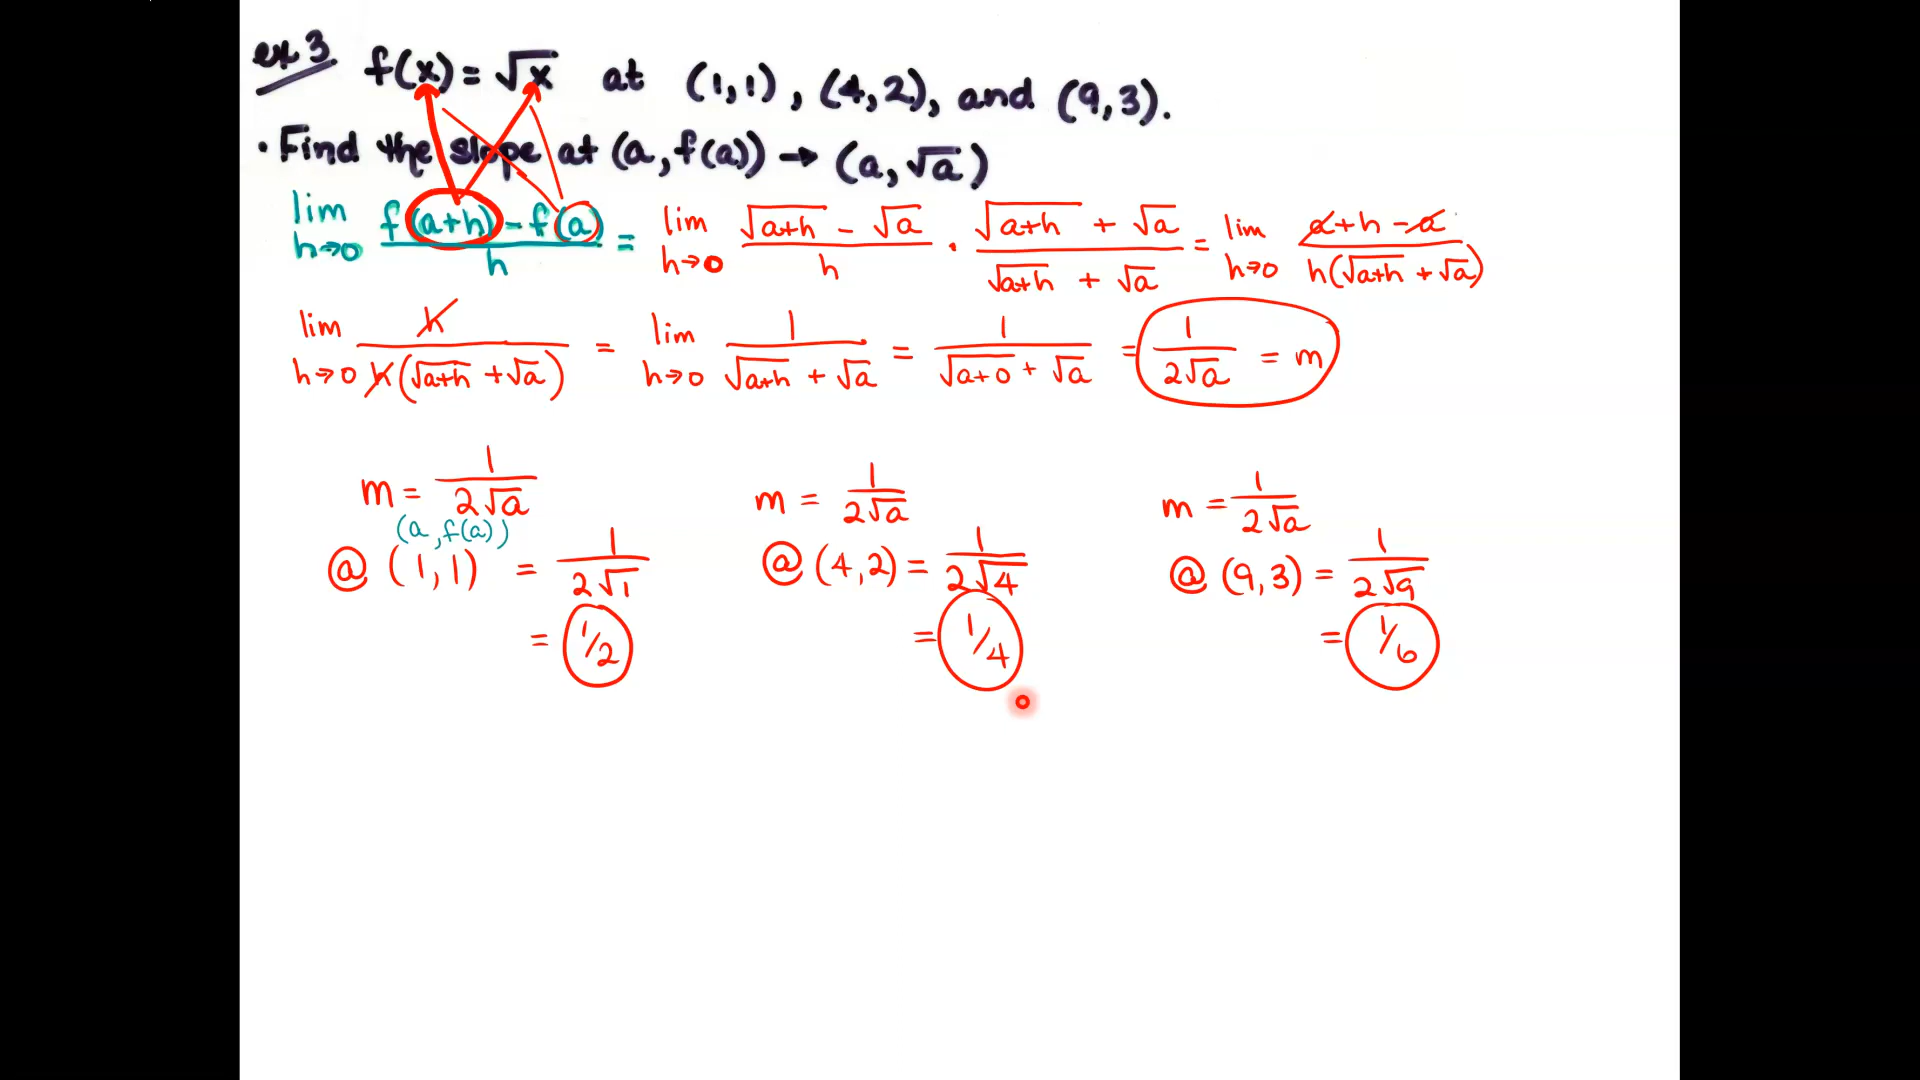 ex 3. f(x) = √x at (1,1), (4,2), and (9,3).
• Find the slope at (a, f(a)) → (a, √a)
lim h→0 (f(a+h) - f(a))/h = lim h→0 (√(a+h) - √a)/h · (√(a+h) + √a)/(√(a+h) + √a) = lim h→0 (a+h-a)/(h(√(a+h) + √a))
lim h→0 h/(h(√(a+h) + √a)) = lim h→0 1/(√(a+h) + √a) = 1/(√(a+0) + √a) = 1/(2√a) = m
m = 1/(2√a)
(a, f(a))
@ (1,1) = 1/(2√1)
= 1/2
m = 1/(2√a)
@ (4,2) = 1/(2√4)
= 1/4
m = 1/(2√a)
@ (9,3) = 1/(2√9)
= 1/6